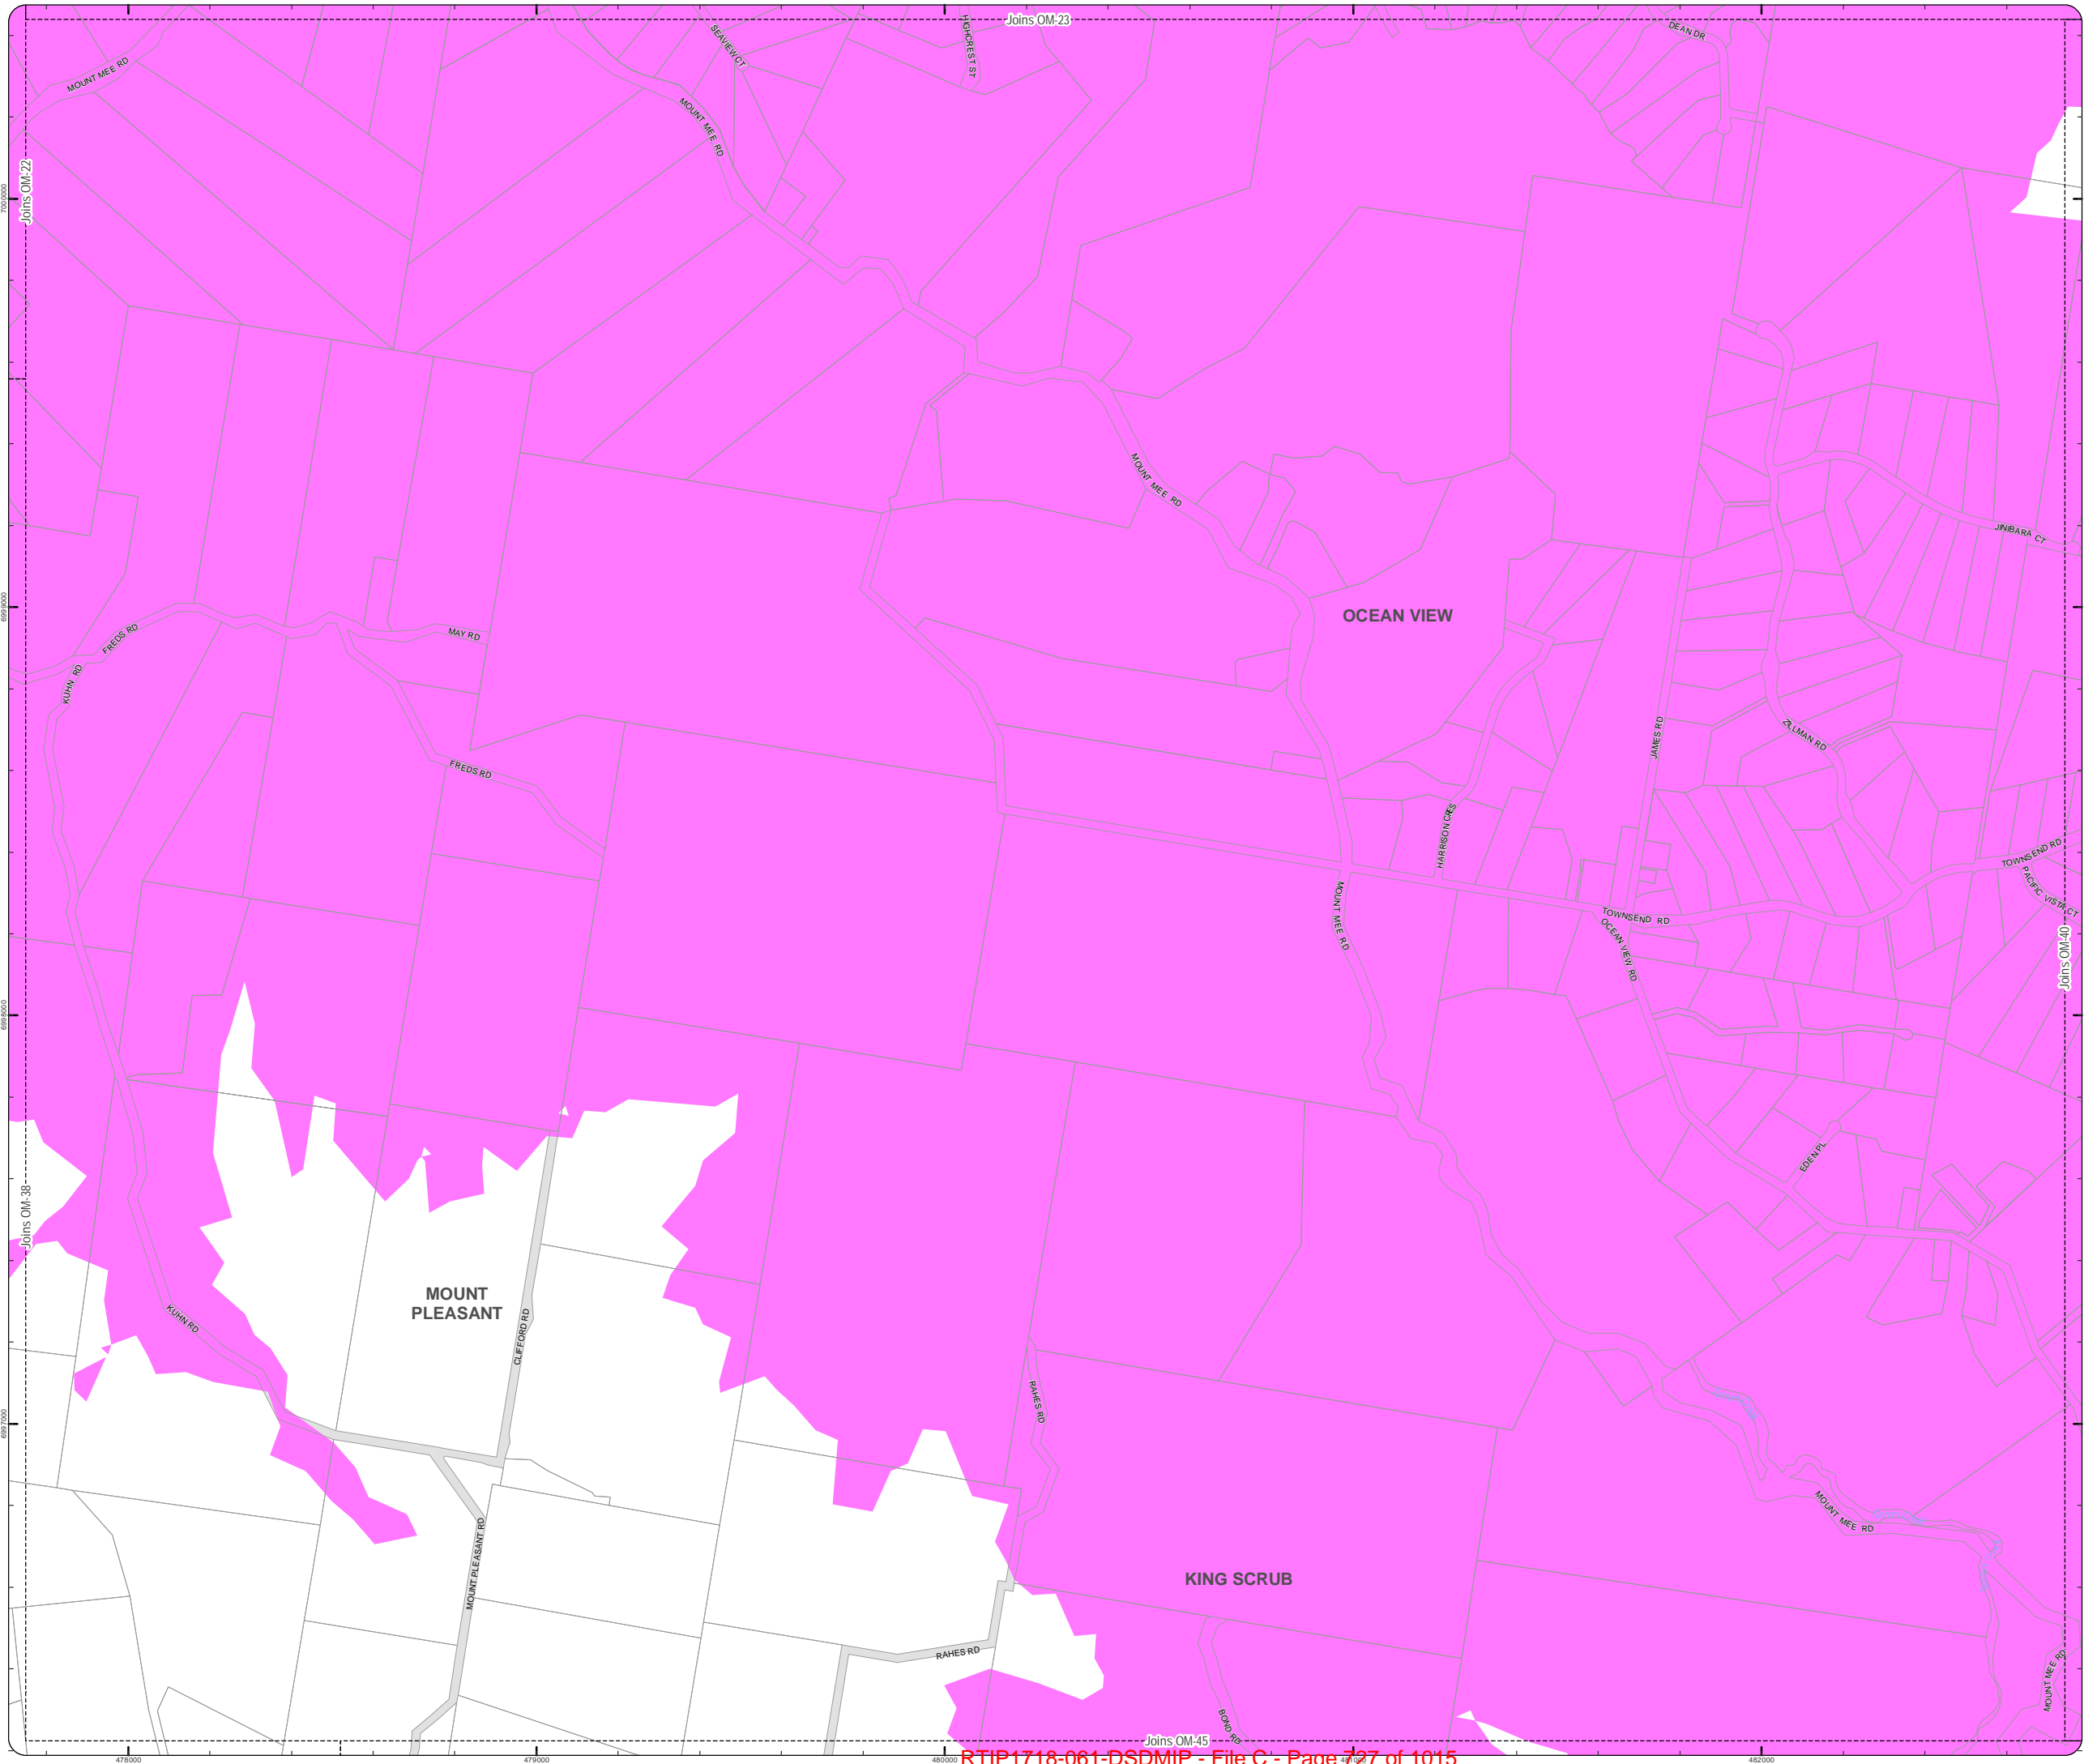 Joins OM-23
DEAN DR
HIGHCREST ST
SEAVIEW CT
MOUNT MEE RD
MOUNT MEE RD
Joins OM-22
7000000
MOUNT MEE RD
JINIBARA CT
6999000
OCEAN VIEW
MAY RD
FREDS RD
KUHN RD
JAMES RD
ZILLMAN RD
FREDS RD
HARRISON CRES
TOWNSEND RD
PACIFIC VISTA CT
MOUNT MEE RD
TOWNSEND RD
OCEAN VIEW RD
Joins OM-40
6998000
EDEN PL
Joins OM-38
MOUNT
PLEASANT
KUHN RD
CLIFFORD RD
RAHES RD
6997000
MOUNT MEE RD
MOUNT PLEASANT RD
KING SCRUB
RAHES RD
MOUNT MEE RD
BOND RD
Joins OM-45
478000
479000
480000
481000
482000
RTIP1718-061-DSDMIP - File C - Page 727 of 1015